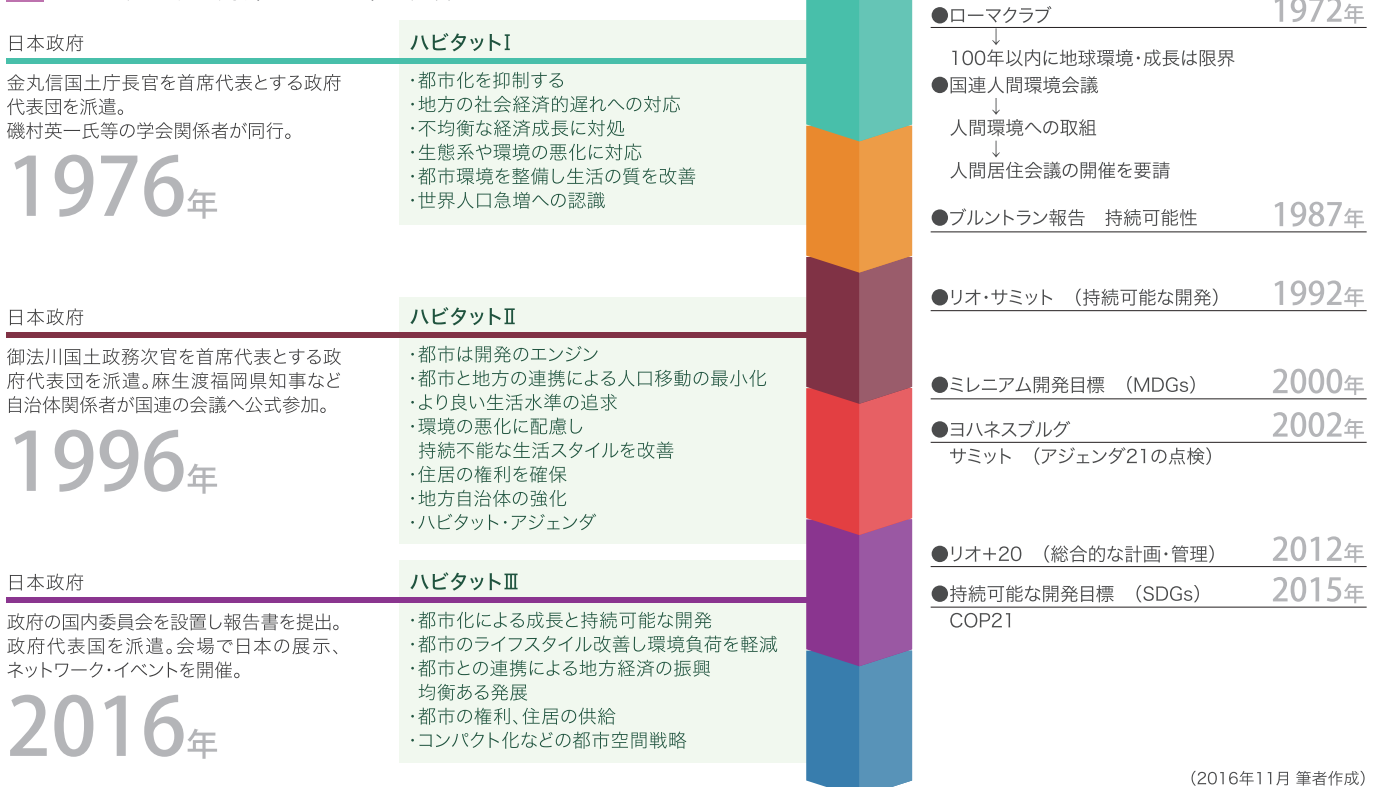 日本政府
金丸信国土庁長官を首席代表とする政府
代表団を派遣。
磯村英一氏等の学会関係者が同行。
1976年
ハビタットⅠ
・都市化を抑制する
・地方の社会経済的遅れへの対応
・不均衡な経済成長に対処
・生態系や環境の悪化に対応
・都市環境を整備し生活の質を改善
・世界人口急増への認識
日本政府
御法川国土政務次官を首席代表とする政
府代表団を派遣。麻生渡福岡県知事など
自治体関係者が国連の会議へ公式参加。
1996年
ハビタットⅡ
・都市は開発のエンジン
・都市と地方の連携による人口移動の最小化
・より良い生活水準の追求
・環境の悪化に配慮し
持続不能な生活スタイルを改善
・住居の権利を確保
・地方自治体の強化
・ハビタット・アジェンダ
日本政府
政府の国内委員会を設置し報告書を提出。
政府代表国を派遣。会場で日本の展示、
ネットワーク・イベントを開催。
2016年
ハビタットⅢ
・都市化による成長と持続可能な開発
・都市のライフスタイル改善し環境負荷を軽減
・都市との連携による地方経済の振興
均衡ある発展
・都市の権利、住居の供給
・コンパクト化などの都市空間戦略
●ローマクラブ 1972年
↓
100年以内に地球環境・成長は限界
●国連人間環境会議
↓
人間環境への取組
↓
人間居住会議の開催を要請
●ブルントラン報告　持続可能性 1987年
●リオ・サミット　（持続可能な開発） 1992年
●ミレニアム開発目標　（MDGs） 2000年
●ヨハネスブルグ 2002年
サミット　（アジェンダ21の点検）
●リオ＋20　（総合的な計画・管理） 2012年
●持続可能な開発目標　（SDGs） 2015年
COP21
（2016年11月 筆者作成）